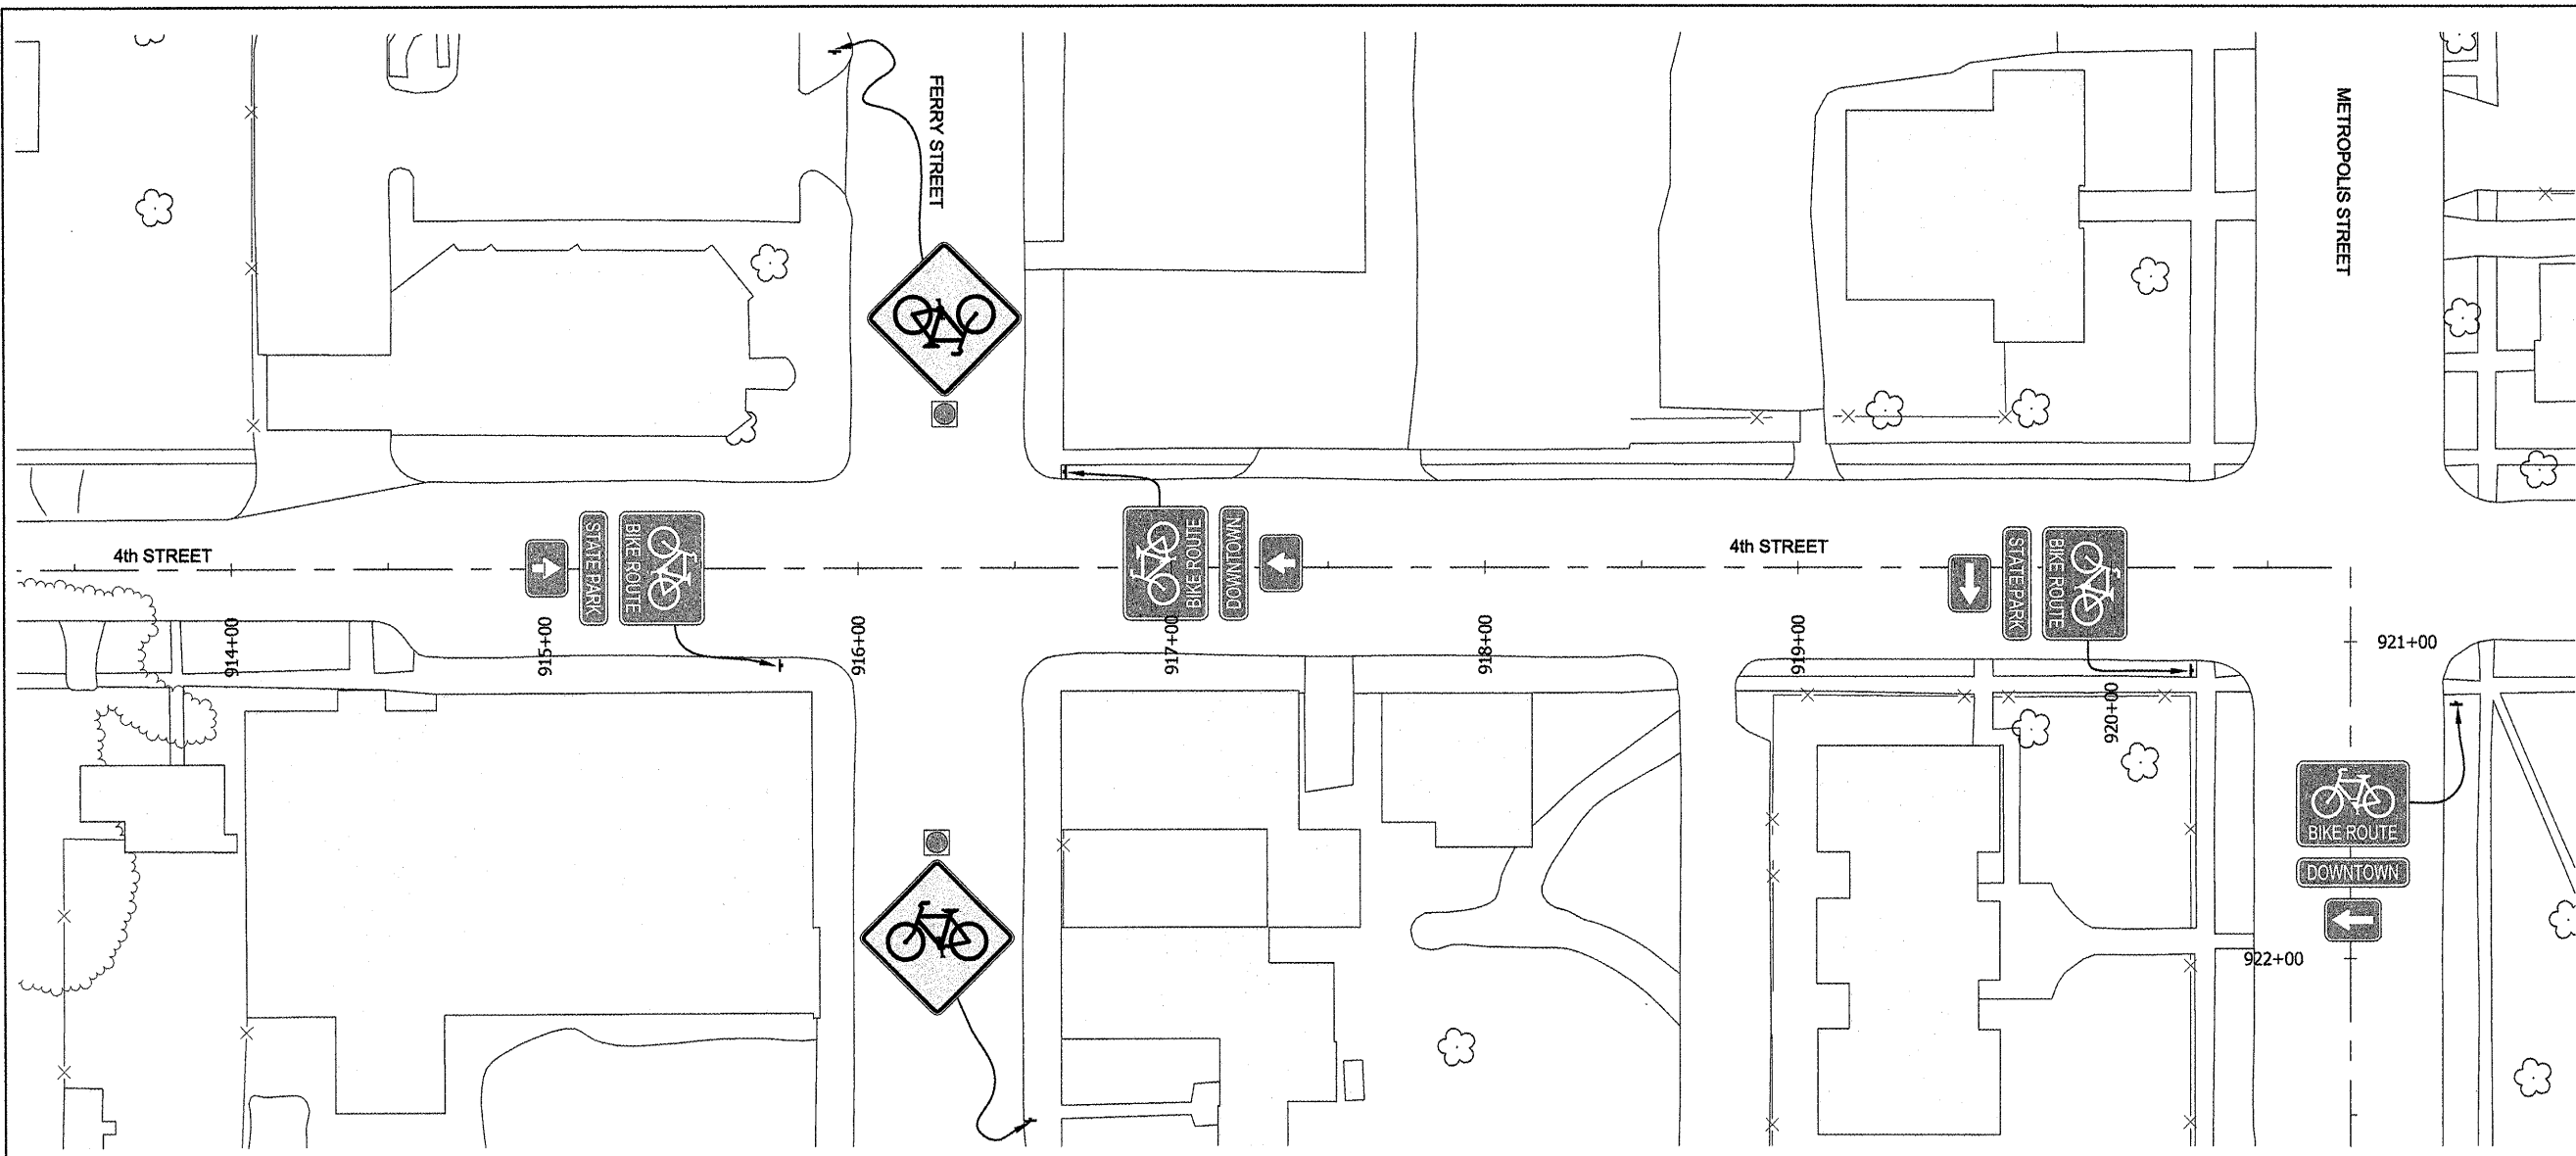 FERRY STREET
METROPOLIS STREET
4th STREET
STATE PARK
BIKE ROUTE
BIKE ROUTE
DOWNTOWN
4th STREET
STATE PARK
BIKE ROUTE
914+00
915+00
916+00
917+00
918+00
919+00
920+00
921+00
BIKE ROUTE
DOWNTOWN
922+00